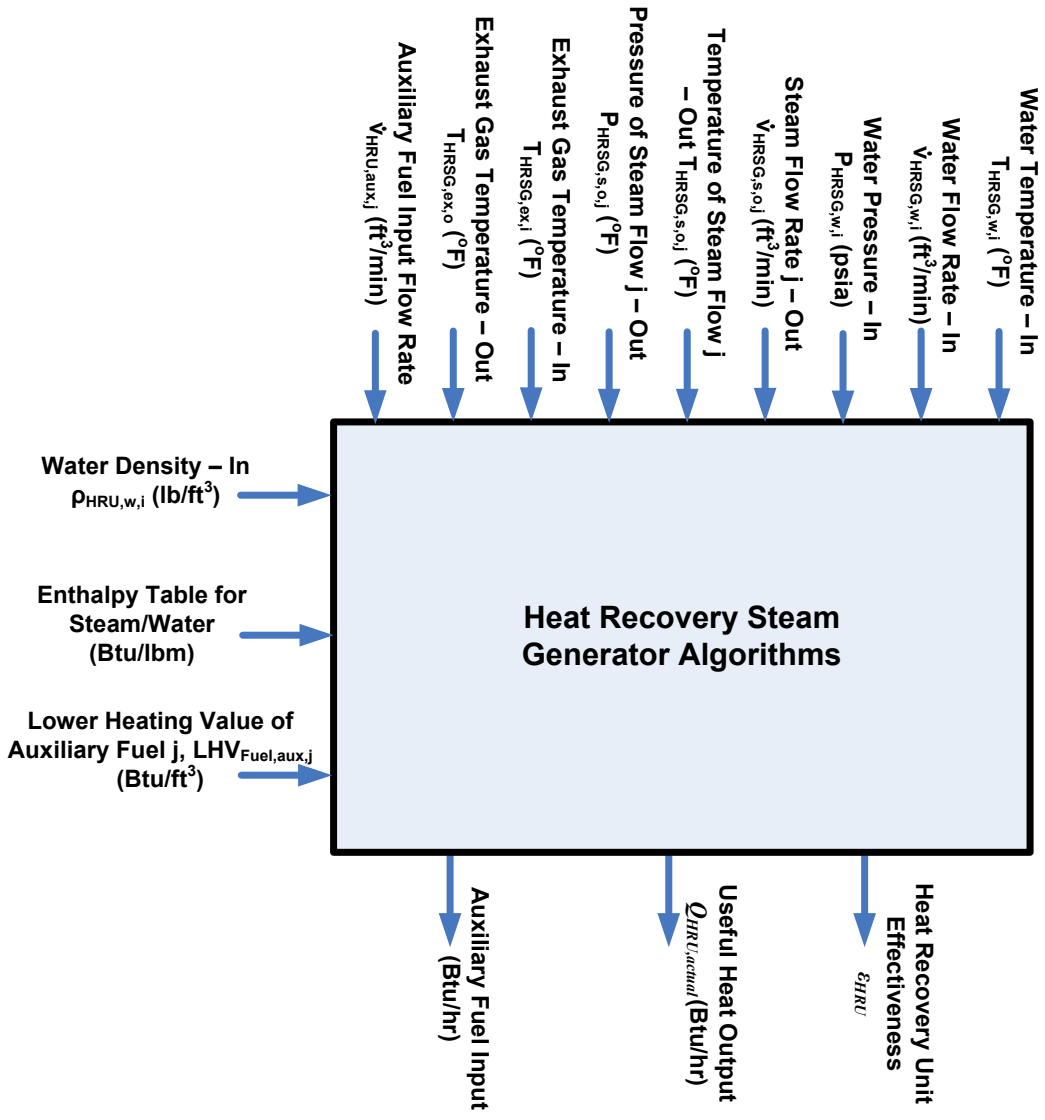 Auxiliary Fuel Input Flow Rate
v̇HRU,aux,j (ft³/min)
Exhaust Gas Temperature – Out
THRSG,ex,o (°F)
Exhaust Gas Temperature – In
THRSG,ex,i (°F)
Pressure of Steam Flow j – Out
PHRSG,s,o,j (°F)
Temperature of Steam Flow j
– Out THRSG,s,o,j (°F)
Steam Flow Rate j – Out
v̇HRSG,s,o,j (ft³/min)
Water Pressure – In
PHRSG,w,i (psia)
Water Flow Rate – In
v̇HRSG,w,i (ft³/min)
Water Temperature – In
THRSG,w,i (°F)
Water Density – In
ρHRU,w,i (lb/ft³)
Enthalpy Table for
Steam/Water
(Btu/lbm)
Lower Heating Value of
Auxiliary Fuel j, LHVFuel,aux,j
(Btu/ft³)
Heat Recovery Steam
Generator Algorithms
Auxiliary Fuel Input
(Btu/hr)
Useful Heat Output
QHRU,actual (Btu/hr)
Heat Recovery Unit
Effectiveness
εHRU